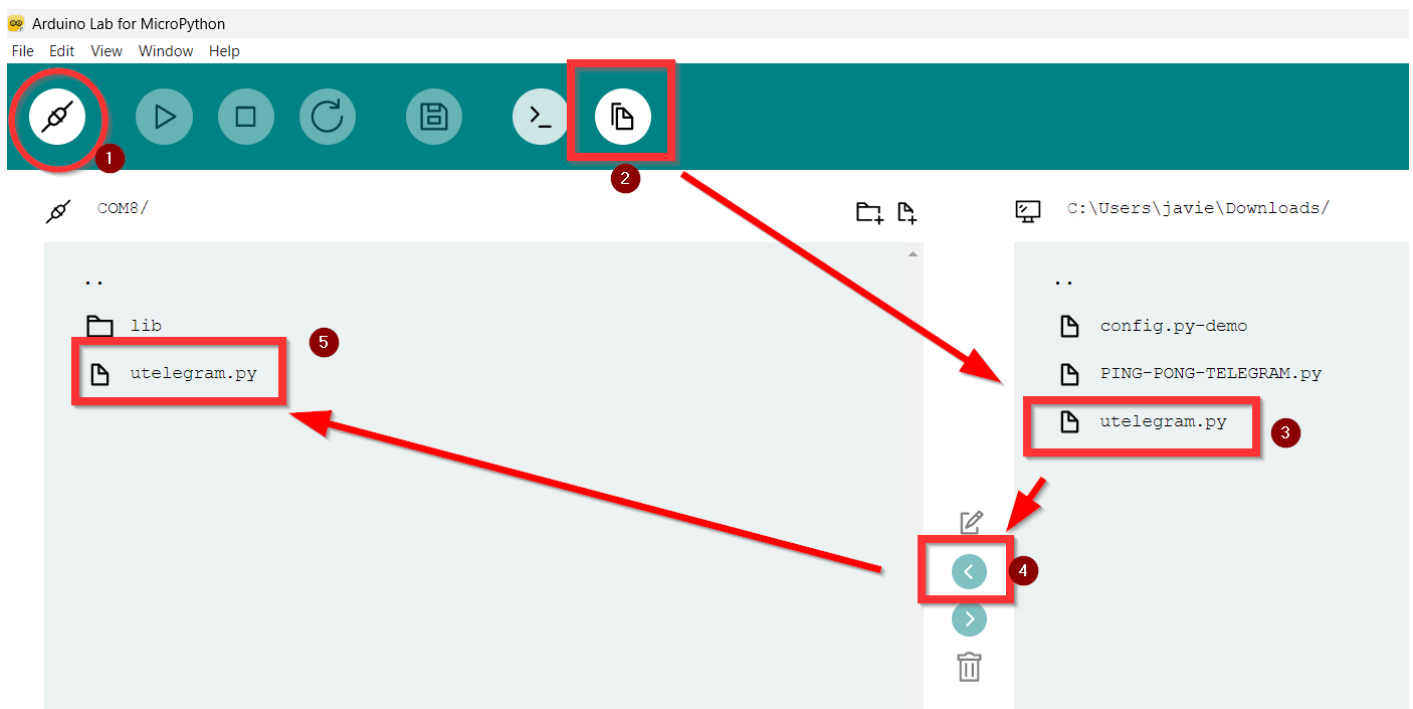 Arduino Lab for MicroPython
File Edit View Window Help
1
2
COM8/
C:\Users\javie\Downloads/
..
lib
5
utelegram.py
..
config.py-demo
PING-PONG-TELEGRAM.py
utelegram.py
3
4